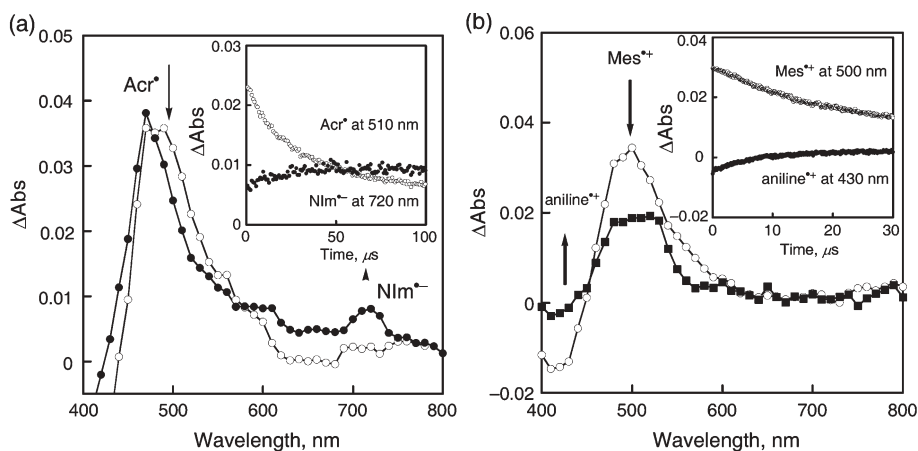 (a)
0.05
0.04
0.03
0.02
0.01
0
ΔAbs
400 500 600 700 800
Wavelength, nm
Acr•
NIm•−
0.03
0.02
0.01
0
ΔAbs
0 50 100
Time, μs
Acr• at 510 nm
NIm•− at 720 nm
(b)
0.06
0.04
0.02
0
−0.02
ΔAbs
400 500 600 700 800
Wavelength, nm
Mes•+
aniline•+
0.04
0.02
0
−0.02
ΔAbs
0 10 20 30
Time, μs
Mes•+ at 500 nm
aniline•+ at 430 nm